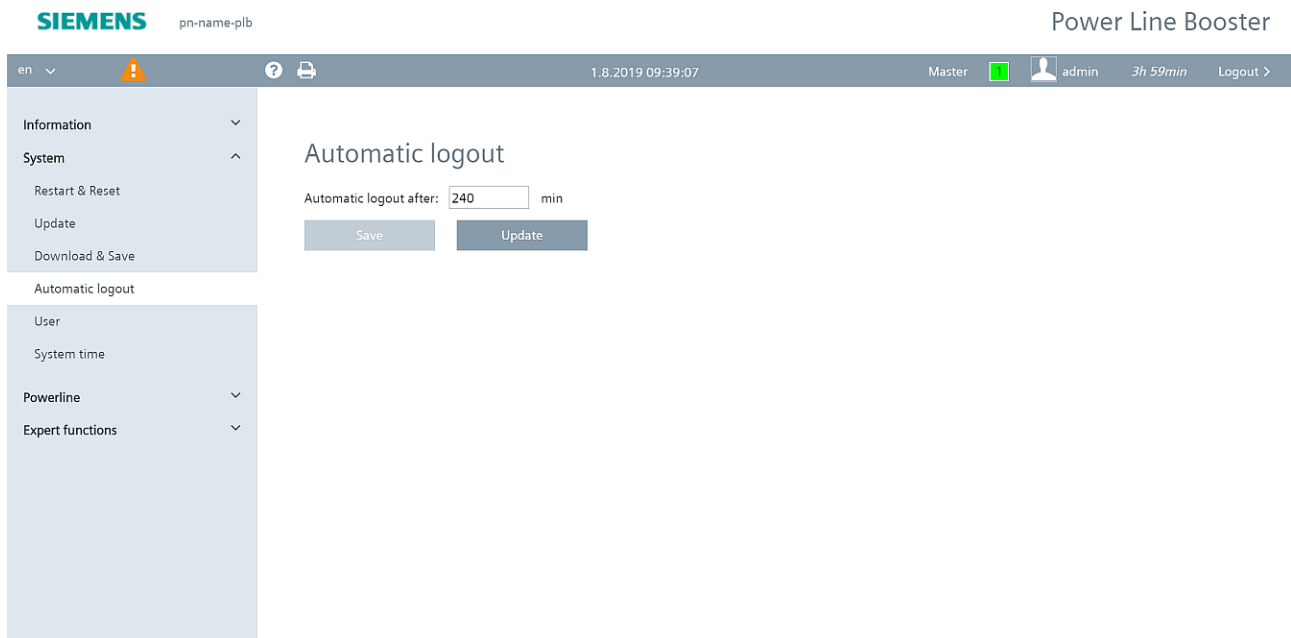 SIEMENS pn-name-plb Power Line Booster
en 1.8.2019 09:39:07 Master 1 admin 3h 59min Logout >
Information
System
Restart & Reset
Update
Download & Save
Automatic logout
User
System time
Powerline
Expert functions
Automatic logout
Automatic logout after: 240 min
Save Update